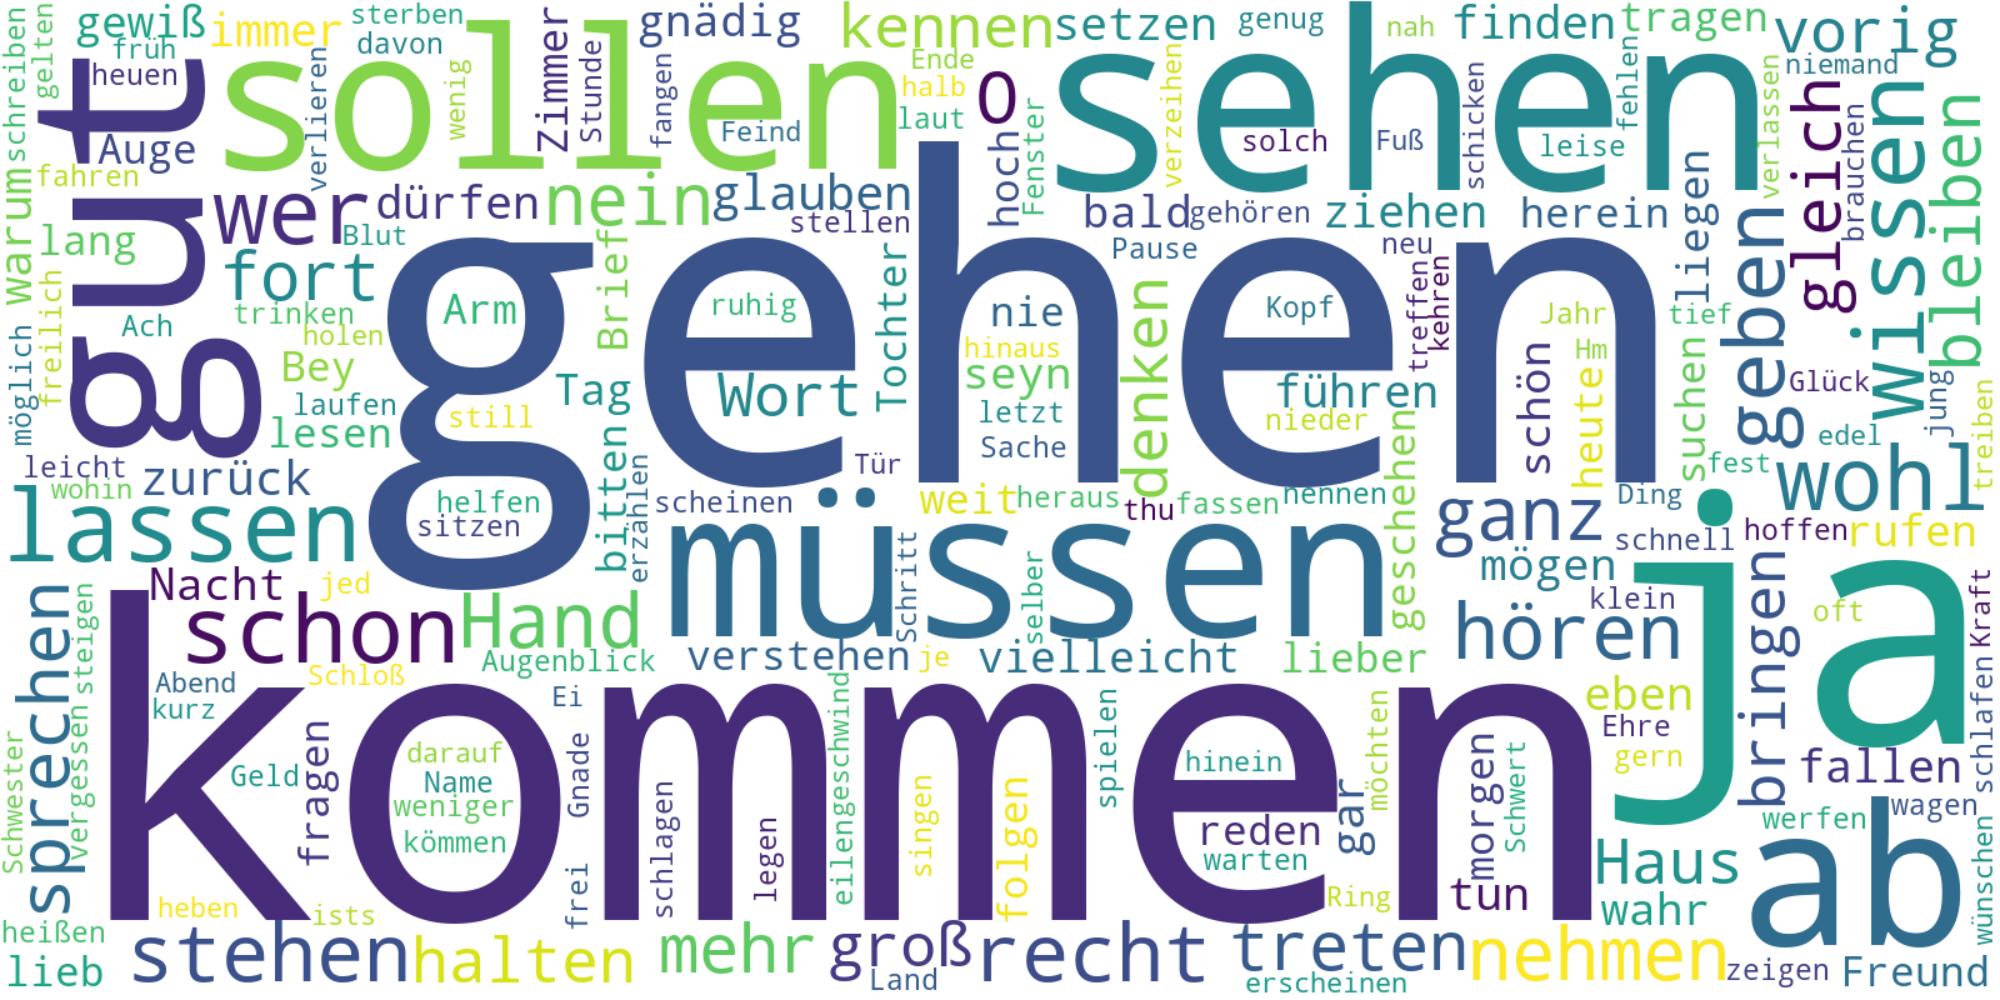 gehen
kommen
sehen
sollen
müssen
gut
ja
ab
schon
wissen
geben
lassen
sprechen
stehen
halten
mehr
groß
recht
treten
nehmen
hören
wohl
ganz
Hand
wer
fort
nein
kennen
o
gleich
bleiben
vorig
gewiß
immer
sterben
davon
früh
heuen
schreiben
gelten
verlieren
wenig
Zimmer
Stunde
fangen
gnädig
Feind
Ende
halb
laut
setzen
genug
nah
finden
tragen
niemand
hoch
Fenster
verzeihen
solch
Fuß
schicken
leise
fehlen
verlassen
brauchen
Auge
fahren
warum
lang
dürfen
glauben
stellen
bald
gehören
ziehen
herein
liegen
Blut
Brief
Pause
neu
treffen
kehren
freilich
möglich
Ach
trinken
holen
Bey
laufen
lesen
Arm
still
ruhig
Tag
Wort
Tochter
nie
hinaus
seyn
letzt
Sache
denken
Kopf
führen
nieder
Jahr
Hm
schön
heute
tief
suchen
Glück
jung
treiben
edel
fest
leicht
wohin
zurück
helfen
sitzen
bitten
erzählen
scheinen
Tür
weit
heraus
thu
fassen
nennen
geschehen
Ding
schnell
hoffen
rufen
mögen
klein
Nacht
jed
Augenblick
Schritt
selber
verstehen
je
vielleicht
lieber
bringen
oft
Kraft
schlafen
steigen
vergessen
Schwester
Abend
kurz
Schloß
Ei
geschwind
eilen
spielen
möchten
eben
Ehre
gern
fallen
wagen
werfen
wünschen
Geld
fragen
darauf
Name
weniger
kömmen
Gnade
frei
schlagen
legen
singen
folgen
hinein
reden
warten
gar
morgen
Schwert
Ring
tun
Haus
wahr
heben
ists
heißen
lieb
Land
erscheinen
zeigen
Freund